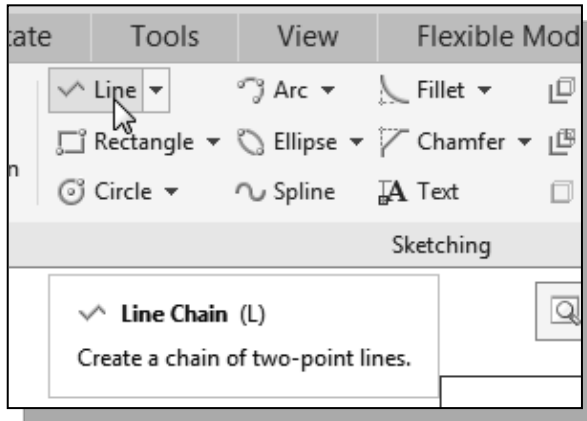 tate Tools View Flexible Mod
Line Arc Fillet
Rectangle Ellipse Chamfer
n
Circle Spline A Text
Sketching
Line Chain (L)
Create a chain of two-point lines.